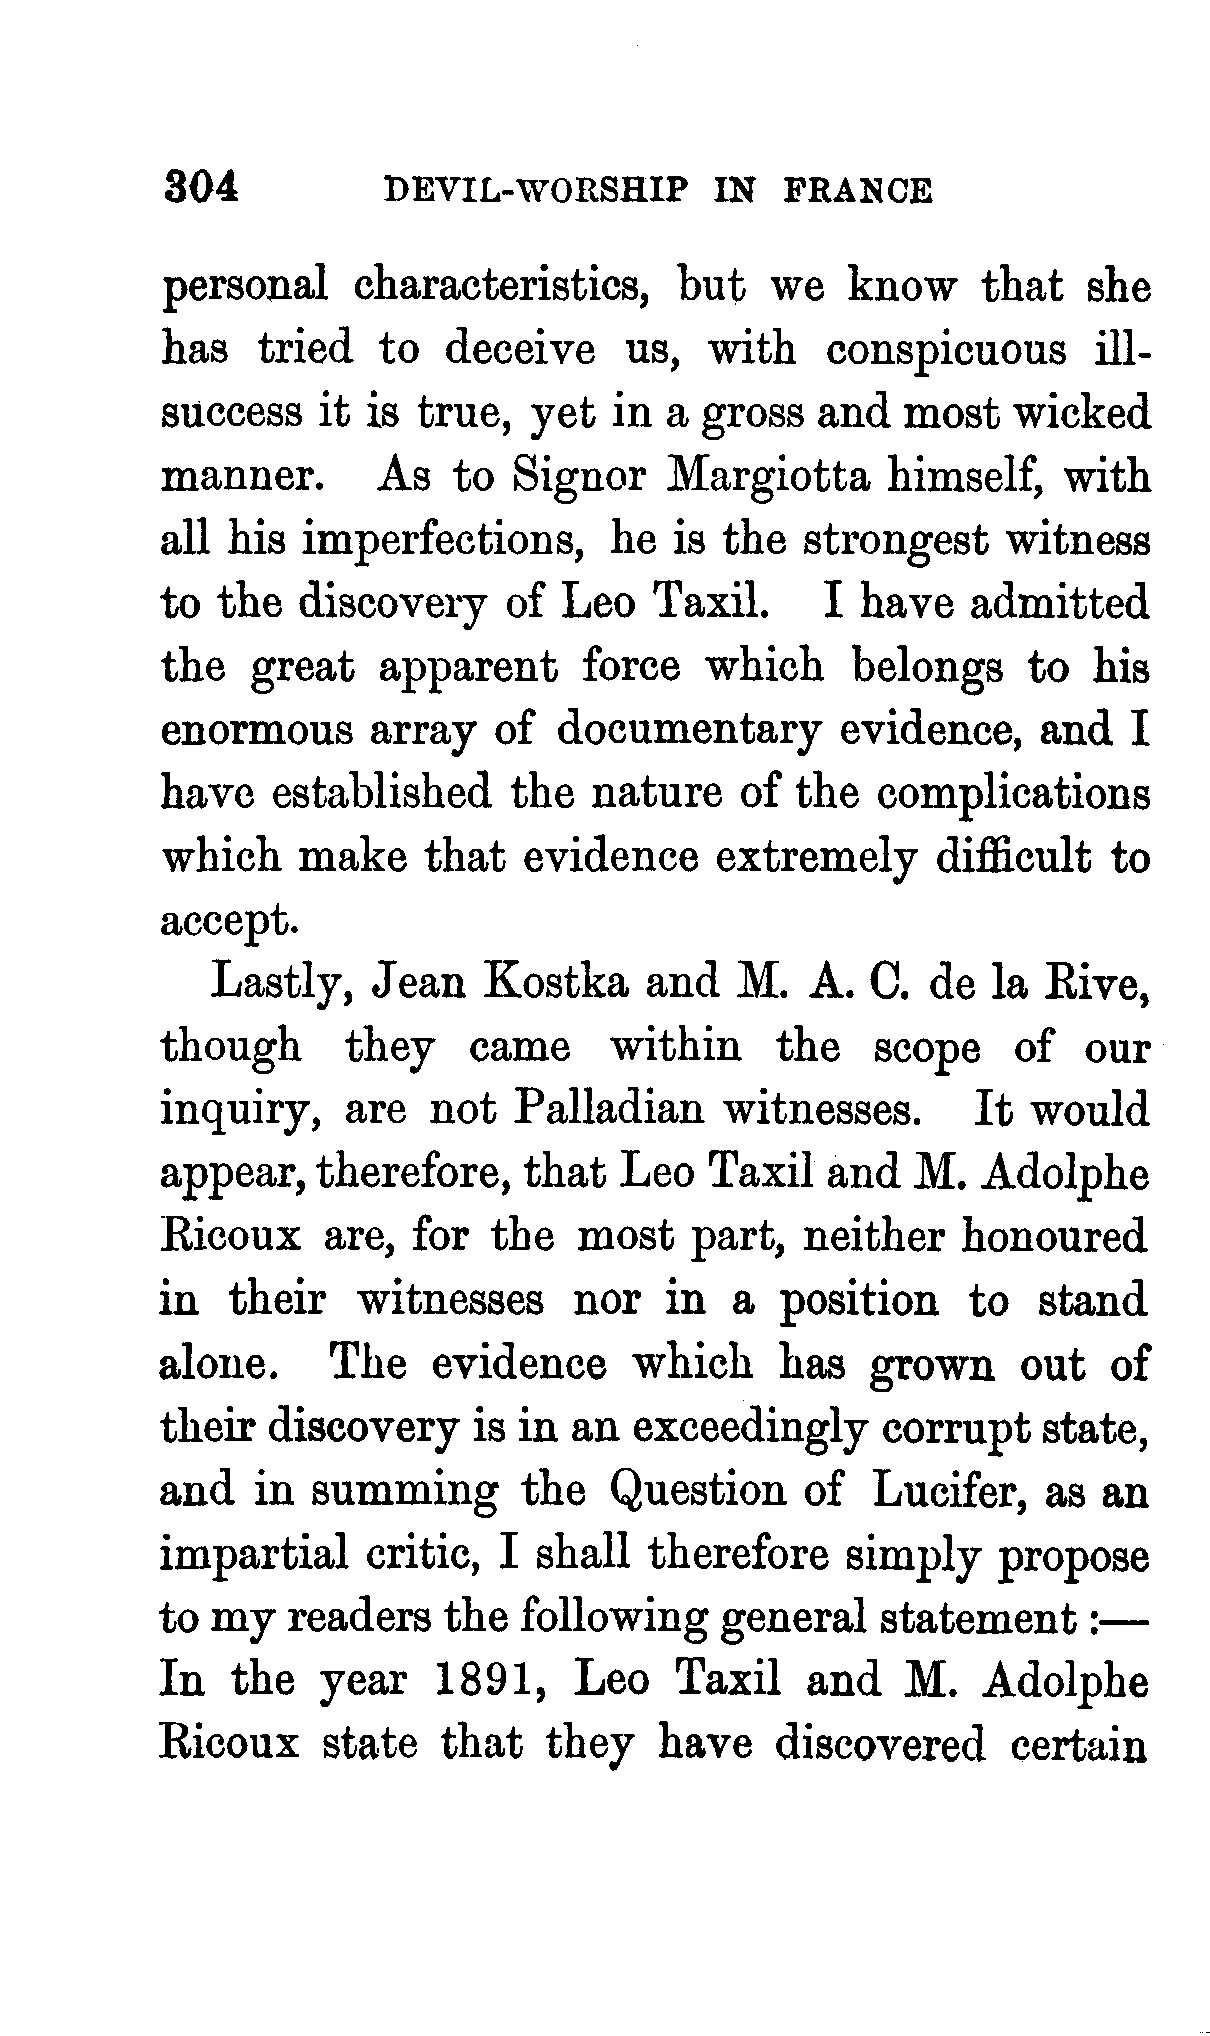 304 DEVIL-WORSHIP IN FRANCE
personal characteristics, but we know that she
has tried to deceive us, with conspicuous ill-
success it is true, yet in a gross and most wicked
manner. As to Signor Margiotta himself, with
all his imperfections, he is the strongest witness
to the discovery of Leo Taxil. I have admitted
the great apparent force which belongs to his
enormous array of documentary evidence, and I
have established the nature of the complications
which make that evidence extremely difficult to
accept.
Lastly, Jean Kostka and M. A. C. de la Rive,
though they came within the scope of our
inquiry, are not Palladian witnesses. It would
appear, therefore, that Leo Taxil and M. Adolphe
Ricoux are, for the most part, neither honoured
in their witnesses nor in a position to stand
alone. The evidence which has grown out of
their discovery is in an exceedingly corrupt state,
and in summing the Question of Lucifer, as an
impartial critic, I shall therefore simply propose
to my readers the following general statement :—
In the year 1891, Leo Taxil and M. Adolphe
Ricoux state that they have discovered certain